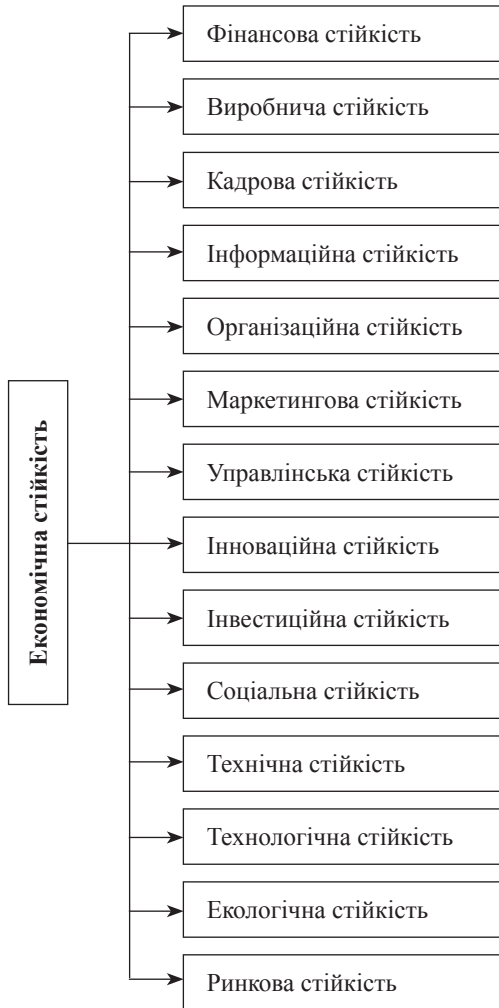 Економічна стійкість
Фінансова стійкість
Виробнича стійкість
Кадрова стійкість
Інформаційна стійкість
Організаційна стійкість
Маркетингова стійкість
Управлінська стійкість
Інноваційна стійкість
Інвестиційна стійкість
Соціальна стійкість
Технічна стійкість
Технологічна стійкість
Екологічна стійкість
Ринкова стійкість